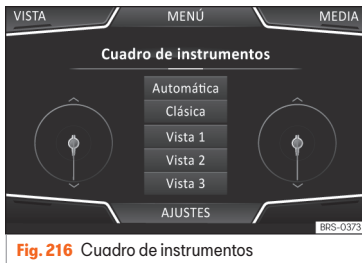 VISTA MENÚ MEDIA
Cuadro de instrumentos
Automática
Clásica
Vista 1
Vista 2
Vista 3
AJUSTES
BRS-0373
Fig. 216 Cuadro de instrumentos